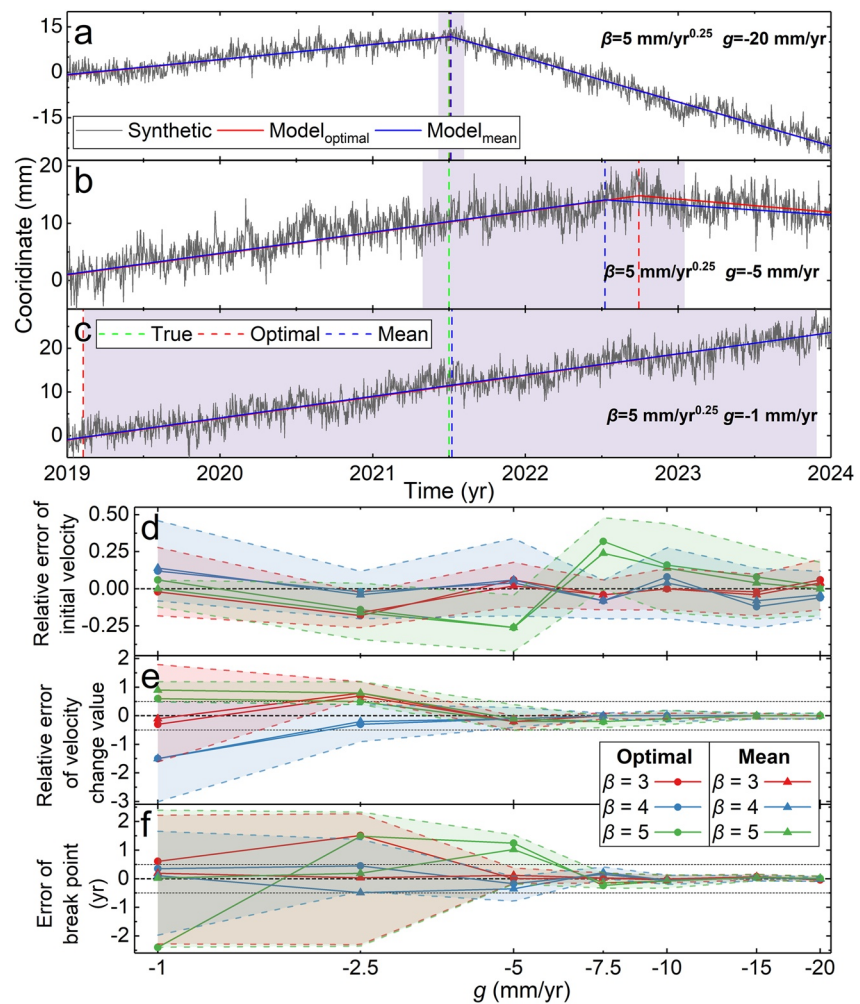 a
β=5 mm/yr0.25 g=-20 mm/yr
15
0
-15
Synthetic Modeloptimal Modelmean
b
20
10
0
β=5 mm/yr0.25 g=-5 mm/yr
Cooridinate (mm)
c
True Optimal Mean
20
10
0
β=5 mm/yr0.25 g=-1 mm/yr
2019 2020 2021 2022 2023 2024
Time (yr)
d
0.50
0.25
0.00
-0.25
Relative error of
initial velocity
e
2
1
0
-1
-2
-3
Relative error
of velocity
change value
Optimal Mean
β = 3 β = 3
β = 4 β = 4
β = 5 β = 5
f
2
1
0
-1
-2
Error of
break point
(yr)
-1 -2.5 -5 -7.5 -10 -15 -20
g (mm/yr)